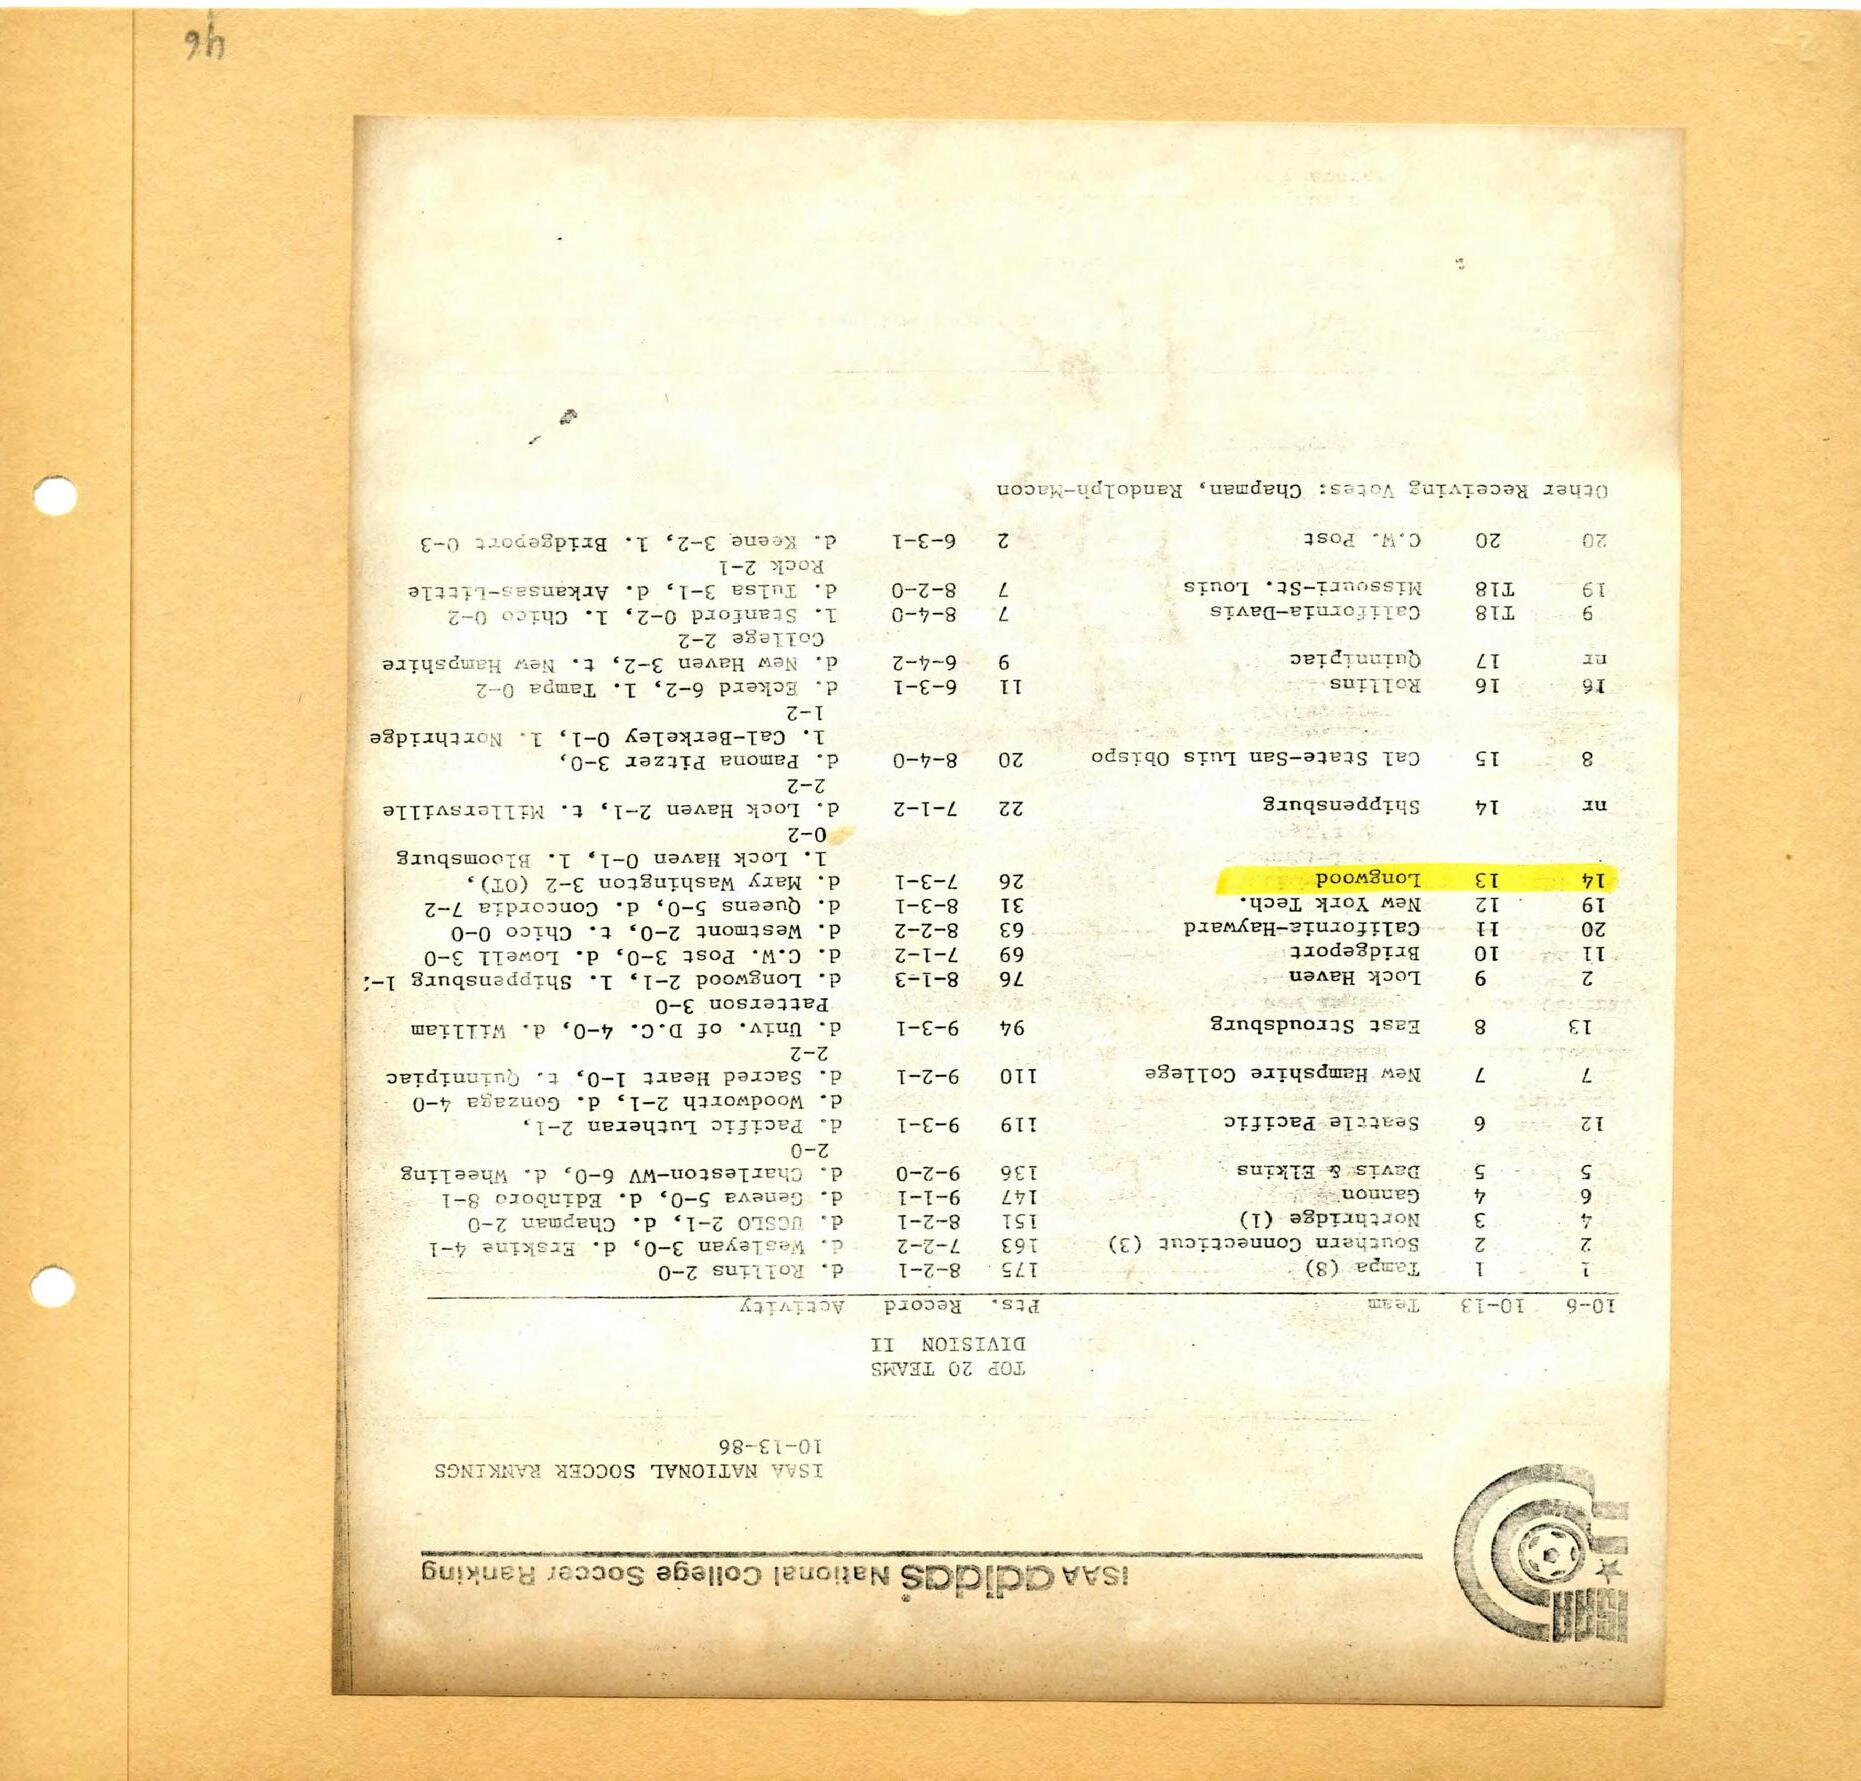 46
ISAA adidas National College Soccer Ranking
ISAA
ISAA NATIONAL SOCCER RANKINGS
10-13-86
TOP 20 TEAMS
DIVISION II
10-6 10-13 Team Pts. Record Activity
1 1 Tampa (8) 175 8-2-1 d. Rollins 2-0
2 2 Southern Connecticut (3) 163 7-2-2 d. Wesleyan 3-0, d. Erskine 4-1
4 3 Northridge (1) 151 8-2-1 d. UCSLO 2-1, d. Chapman 2-0
6 4 Gannon 147 9-1-1 d. Geneva 5-0, d. Edinboro 8-1
5 5 Davis & Elkins 136 9-2-0 d. Charleston-WV 6-0, d. Wheeling
2-0
12 6 Seattle Pacific 119 9-3-1 d. Pacific Lutheran 2-1,
d. Woodworth 2-1, d. Gonzaga 4-0
7 7 New Hampshire College 110 9-2-1 d. Sacred Heart 1-0, t. Quinnipiac
2-2
13 8 East Stroudsburg 94 9-3-1 d. Univ. of D.C. 4-0, d. William
Patterson 3-0
2 9 Lock Haven 76 8-1-3 d. Longwood 2-1, l. Shippensburg 1-
11 10 Bridgeport 69 7-1-2 d. C.W. Post 3-0, d. Lowell 3-0
20 11 California-Hayward 63 8-2-2 d. Westmont 2-0, t. Chico 0-0
19 12 New York Tech. 31 8-3-1 d. Queens 5-0, d. Concordia 7-2
14 13 Longwood 26 7-3-1 d. Mary Washington 3-2 (OT),
l. Lock Haven 0-1, l. Bloomsburg
0-2
nr 14 Shippensburg 22 7-1-2 d. Lock Haven 2-1, t. Millersville
2-2
8 15 Cal State-San Luis Obispo 20 8-4-0 d. Pamona Pitzer 3-0,
l. Cal-Berkeley 0-1, l. Northridge
1-2
16 16 Rollins 11 6-3-1 d. Eckerd 6-2, l. Tampa 0-2
nr 17 Quinnipiac 9 6-4-2 d. New Haven 3-2, t. New Hampshire
College 2-2
9 T18 California-Davis 7 8-4-0 l. Stanford 0-2, l. Chico 0-2
19 T18 Missouri-St. Louis 7 8-2-0 d. Tulsa 3-1, d. Arkansas-Little
Rock 2-1
20 20 C.W. Post 2 6-3-1 d. Keene 3-2, l. Bridgeport 0-3
Other Receiving Votes: Chapman, Randolph-Macon